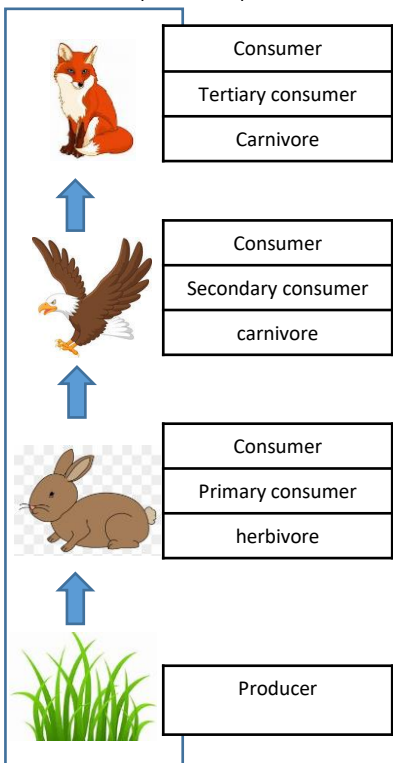 Consumer
Tertiary consumer
Carnivore
Consumer
Secondary consumer
carnivore
Consumer
Primary consumer
herbivore
Producer